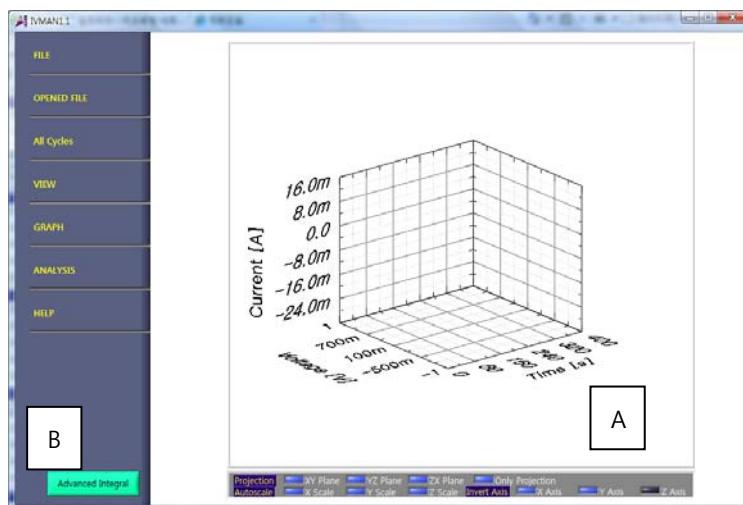 IVMAN1.1
FILE
OPENED FILE
All Cycles
VIEW
GRAPH
ANALYSIS
HELP
B
Advanced Integral
16.0m
8.0m
0.0
-8.0m
-16.0m
-24.0m
Current [A]
1
700m
100m
-500m
-1
0
Time [s]
A
Projection XY Plane YZ Plane ZX Plane Only Projection
Autoscale X Scale Y Scale Z Scale Invert Axis X Axis Y Axis Z Axis